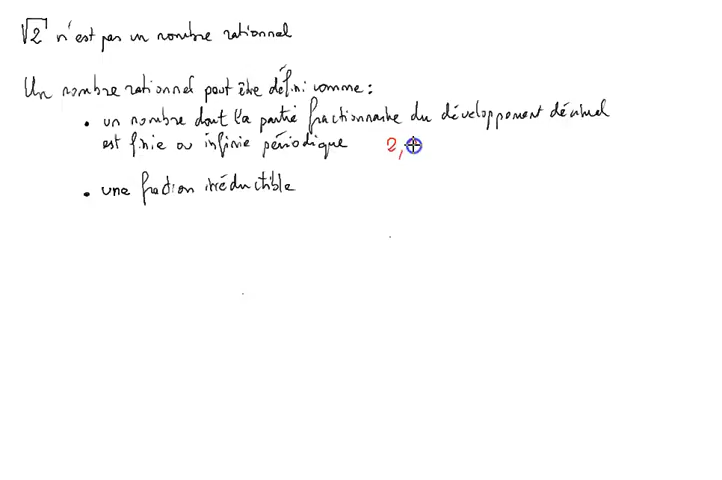 √2 n'est pas un nombre rationnel
Un nombre rationnel peut être défini comme :
• un nombre dont la partie fractionnaire du développement décimal
est finie ou infinie périodique 2,
• une fraction irréductible